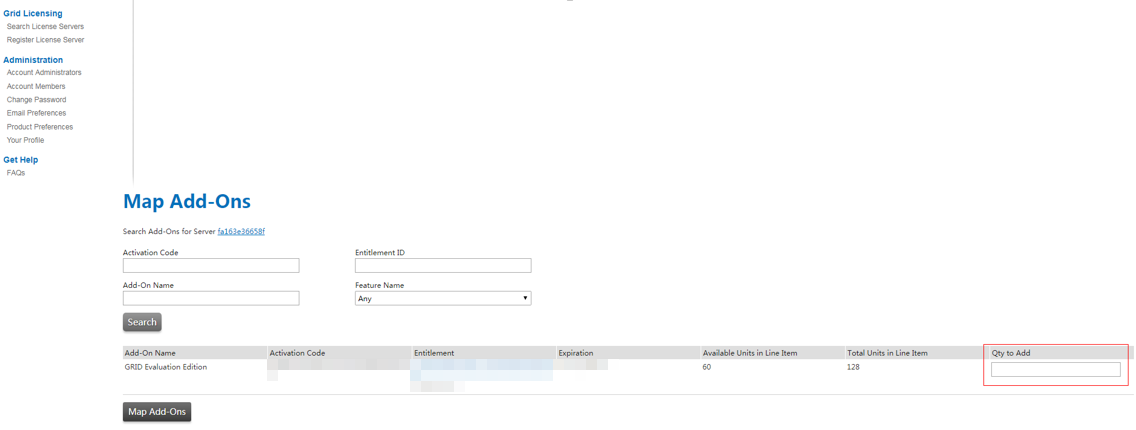 Grid Licensing
Search License Servers
Register License Server
Administration
Account Administrators
Account Members
Change Password
Email Preferences
Product Preferences
Your Profile
Get Help
FAQs
Map Add-Ons
Search Add-Ons for Server fa163e36658f
Activation Code Entitlement ID
Add-On Name Feature Name
Any
Search
Add-On Name Activation Code Entitlement Expiration Available Units in Line Item Total Units in Line Item Qty to Add
GRID Evaluation Edition 60 128
Map Add-Ons